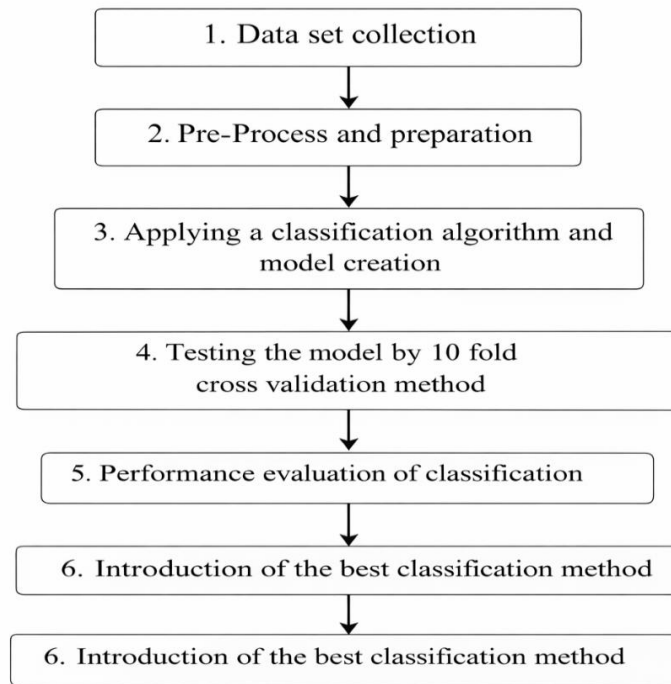 1. Data set collection
2. Pre-Process and preparation
3. Applying a classification algorithm and
model creation
4. Testing the model by 10 fold
cross validation method
5. Performance evaluation of classification
6. Introduction of the best classification method
6. Introduction of the best classification method